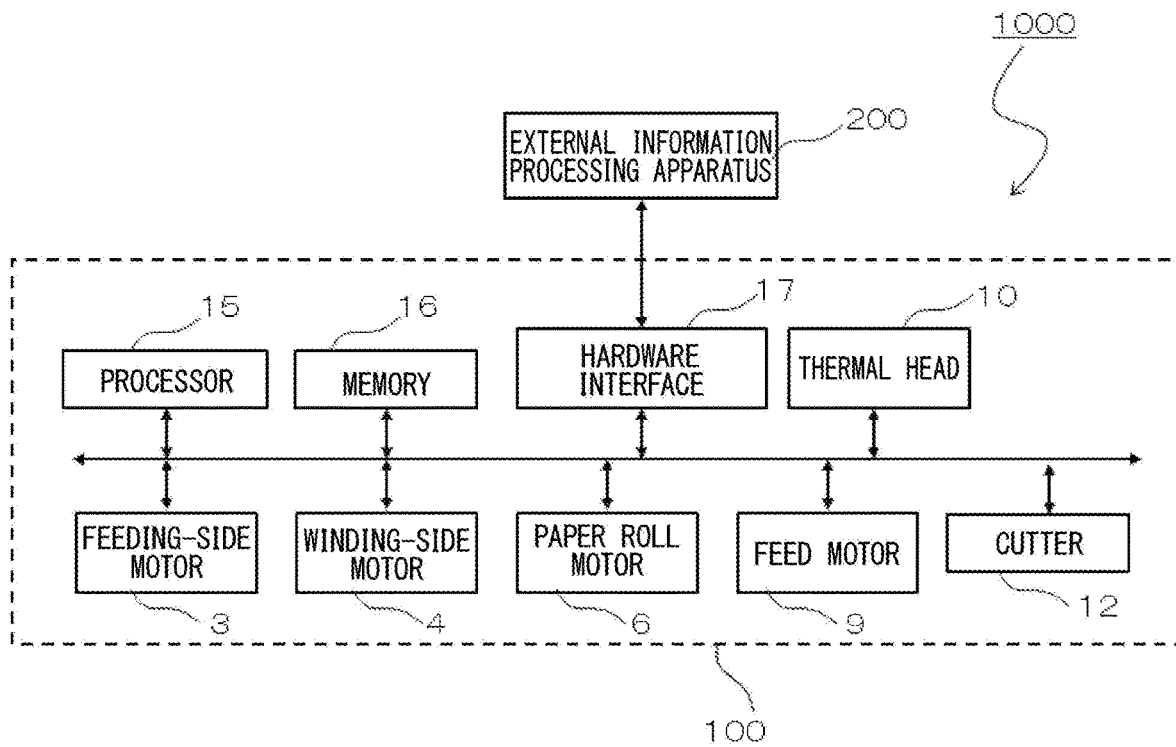 1000
EXTERNAL INFORMATION
PROCESSING APPARATUS
200
15
16
17
10
PROCESSOR
MEMORY
HARDWARE
INTERFACE
THERMAL HEAD
FEEDING-SIDE
MOTOR
WINDING-SIDE
MOTOR
PAPER ROLL
MOTOR
FEED MOTOR
CUTTER
3
4
6
9
12
100